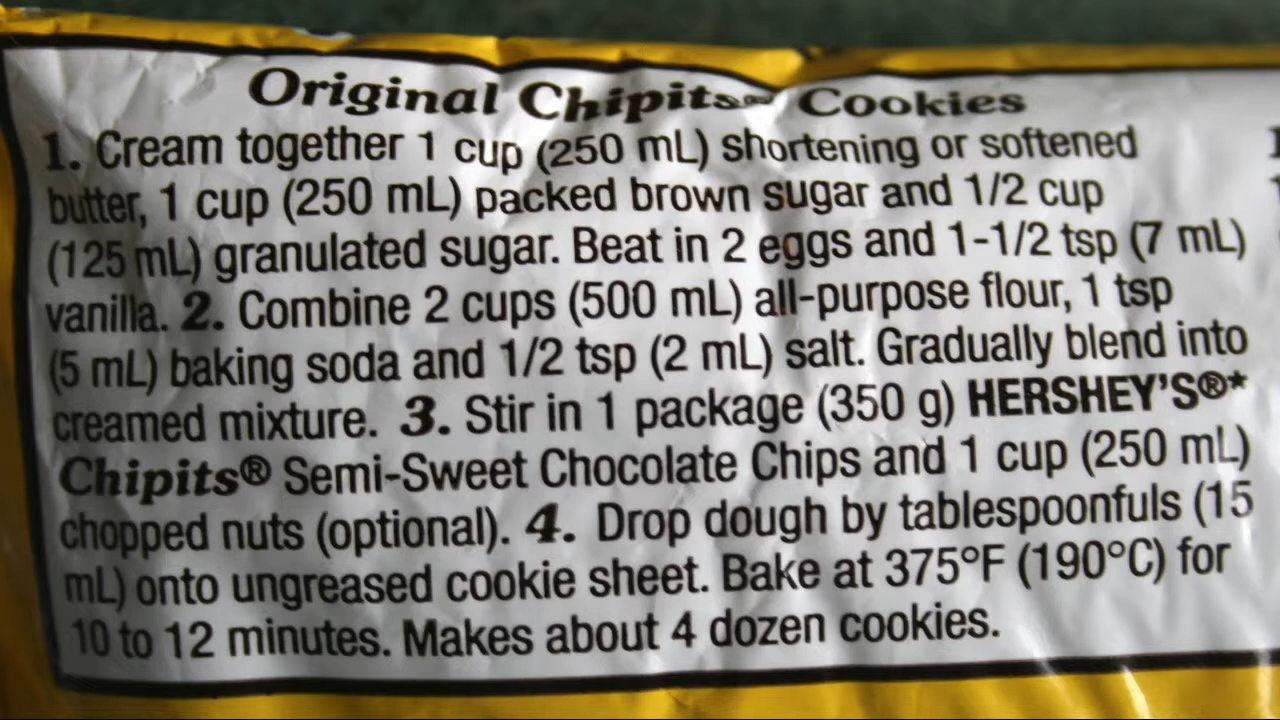 Original Chipits Cookies
1. Cream together 1 cup (250 mL) shortening or softened
butter, 1 cup (250 mL) packed brown sugar and 1/2 cup
(125 mL) granulated sugar. Beat in 2 eggs and 1-1/2 tsp (7 mL)
vanilla. 2. Combine 2 cups (500 mL) all-purpose flour, 1 tsp
(5 mL) baking soda and 1/2 tsp (2 mL) salt. Gradually blend into
creamed mixture. 3. Stir in 1 package (350 g) HERSHEY'S®*
Chipits® Semi-Sweet Chocolate Chips and 1 cup (250 mL)
chopped nuts (optional). 4. Drop dough by tablespoonfuls (15
mL) onto ungreased cookie sheet. Bake at 375°F (190°C) for
10 to 12 minutes. Makes about 4 dozen cookies.